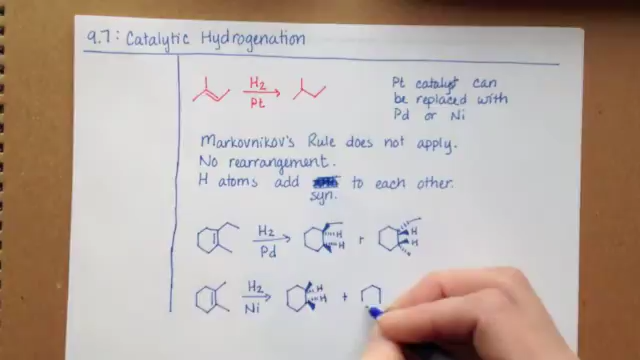 9.7: Catalytic Hydrogenation
H2
Pt
Pt catalyst can
be replaced with
Pd or Ni
Markovnikov's Rule does not apply.
No rearrangement.
H atoms add to each other.
syn.
H2
Pd
H
H
r
H
H
H2
Ni
H
H
+